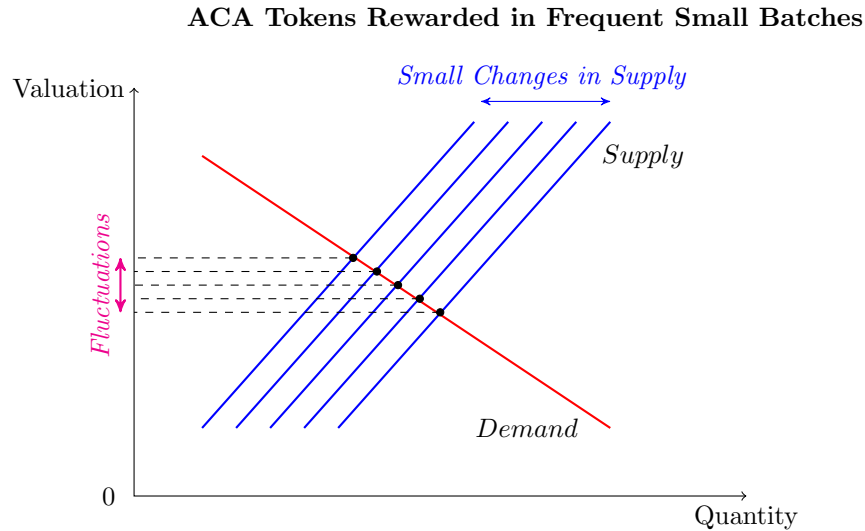 ACA Tokens Rewarded in Frequent Small Batches
Small Changes in Supply
Valuation
Supply
Fluctuations
Demand
0
Quantity